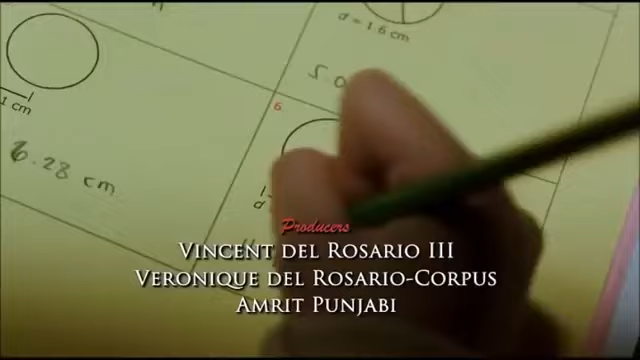 d = 1.6 cm
5.0
1 cm
6
6.28 cm
d
Producers
VINCENT DEL ROSARIO III
VERONIQUE DEL ROSARIO-CORPUS
AMRIT PUNJABI